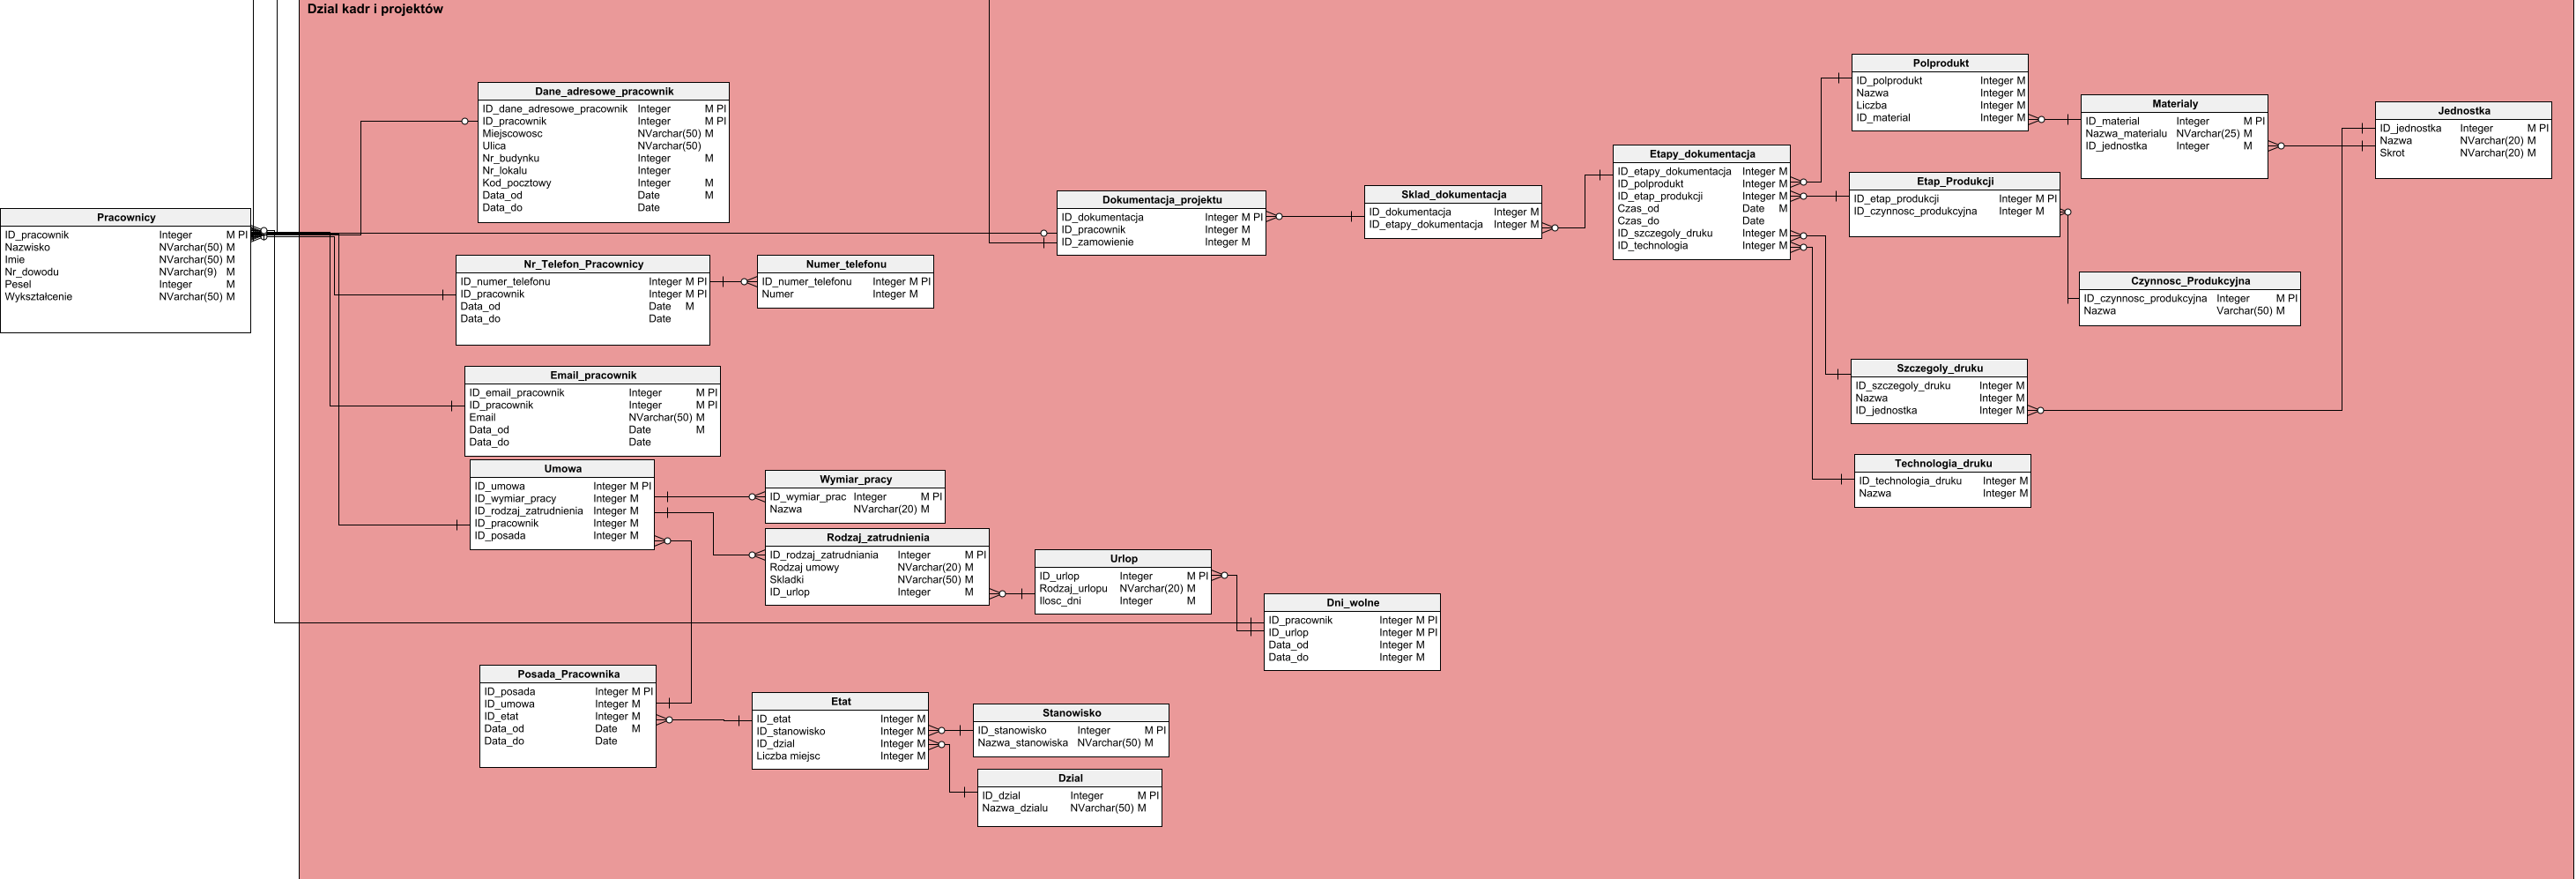 Dzial kadr i projektów
Pracownicy
ID_pracownik Integer M PI
Nazwisko NVarchar(50) M
Imie NVarchar(50) M
Nr_dowodu NVarchar(9) M
Pesel Integer M
Wykształcenie NVarchar(50) M
Dane_adresowe_pracownik
ID_dane_adresowe_pracownik Integer M PI
ID_pracownik Integer M PI
Miejscowosc NVarchar(50) M
Ulica NVarchar(50)
Nr_budynku Integer M
Nr_lokalu Integer
Kod_pocztowy Integer M
Data_od Date M
Data_do Date
Nr_Telefon_Pracownicy
ID_numer_telefonu Integer M PI
ID_pracownik Integer M PI
Data_od Date M
Data_do Date
Numer_telefonu
ID_numer_telefonu Integer M PI
Numer Integer M
Email_pracownik
ID_email_pracownik Integer M PI
ID_pracownik Integer M PI
Email NVarchar(50) M
Data_od Date M
Data_do Date
Umowa
ID_umowa Integer M PI
ID_wymiar_pracy Integer M
ID_rodzaj_zatrudnienia Integer M
ID_pracownik Integer M
ID_posada Integer M
Wymiar_pracy
ID_wymiar_prac Integer M PI
Nazwa NVarchar(20) M
Rodzaj_zatrudnienia
ID_rodzaj_zatrudniania Integer M PI
Rodzaj umowy NVarchar(20) M
Skladki NVarchar(50) M
ID_urlop Integer M
Urlop
ID_urlop Integer M PI
Rodzaj_urlopu NVarchar(20) M
Ilosc_dni Integer M
Dni_wolne
ID_pracownik Integer M PI
ID_urlop Integer M PI
Data_od Integer M
Data_do Integer M
Posada_Pracownika
ID_posada Integer M PI
ID_umowa Integer M
ID_etat Integer M
Data_od Date M
Data_do Date
Etat
ID_etat Integer M
ID_stanowisko Integer M
ID_dzial Integer M
Liczba miejsc Integer M
Stanowisko
ID_stanowisko Integer M PI
Nazwa_stanowiska NVarchar(50) M
Dzial
ID_dzial Integer M PI
Nazwa_dzialu NVarchar(50) M
Dokumentacja_projektu
ID_dokumentacja Integer M PI
ID_pracownik Integer M
ID_zamowienie Integer M
Sklad_dokumentacja
ID_dokumentacja Integer M
ID_etapy_dokumentacja Integer M
Etapy_dokumentacja
ID_etapy_dokumentacja Integer M
ID_polprodukt Integer M
ID_etap_produkcji Integer M
Czas_od Date M
Czas_do Date
ID_szczegoly_druku Integer M
ID_technologia Integer M
Polprodukt
ID_polprodukt Integer M
Nazwa Integer M
Liczba Integer M
ID_material Integer M
Materialy
ID_material Integer M PI
Nazwa_materialu NVarchar(25) M
ID_jednostka Integer M
Jednostka
ID_jednostka Integer M PI
Nazwa NVarchar(20) M
Skrot NVarchar(20) M
Etap_Produkcji
ID_etap_produkcji Integer M PI
ID_czynnosc_produkcyjna Integer M
Czynnosc_Produkcyjna
ID_czynnosc_produkcyjna Integer M PI
Nazwa Varchar(50) M
Szczegoly_druku
ID_szczegoly_druku Integer M
Nazwa Integer M
ID_jednostka Integer M
Technologia_druku
ID_technologia_druku Integer M
Nazwa Integer M